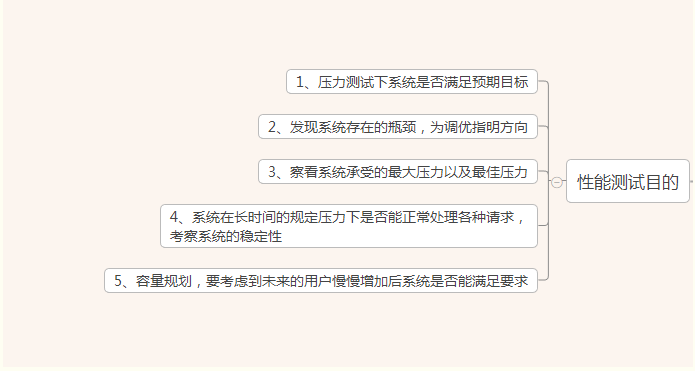 1、压力测试下系统是否满足预期目标
2、发现系统存在的瓶颈，为调优指明方向
3、察看系统承受的最大压力以及最佳压力
性能测试目的
4、系统在长时间的规定压力下是否能正常处理各种请求，
考察系统的稳定性
5、容量规划，要考虑到未来的用户慢慢增加后系统是否能满足要求